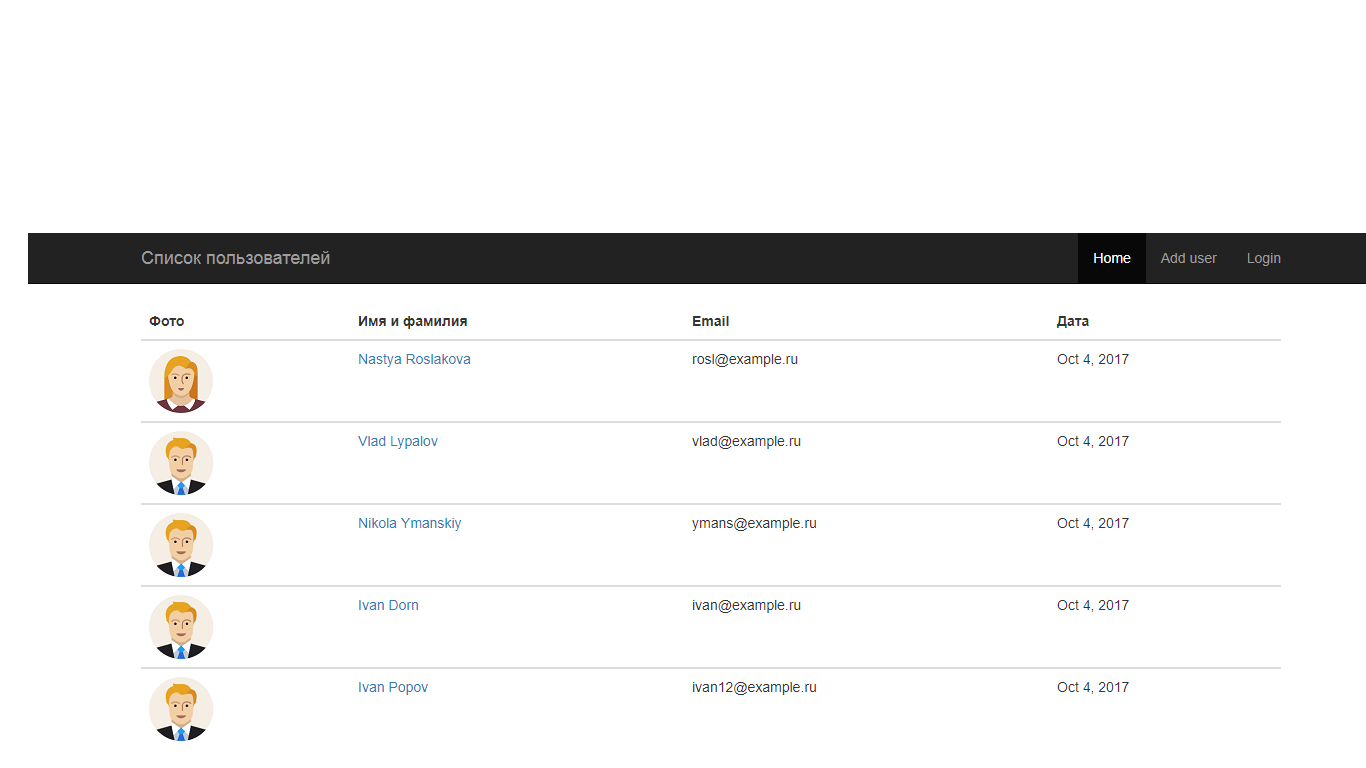 Список пользователей Home Add user Login
Фото Имя и фамилия Email Дата
Nastya Roslakova rosl@example.ru Oct 4, 2017
Vlad Lypalov vlad@example.ru Oct 4, 2017
Nikola Ymanskiy ymans@example.ru Oct 4, 2017
Ivan Dorn ivan@example.ru Oct 4, 2017
Ivan Popov ivan12@example.ru Oct 4, 2017